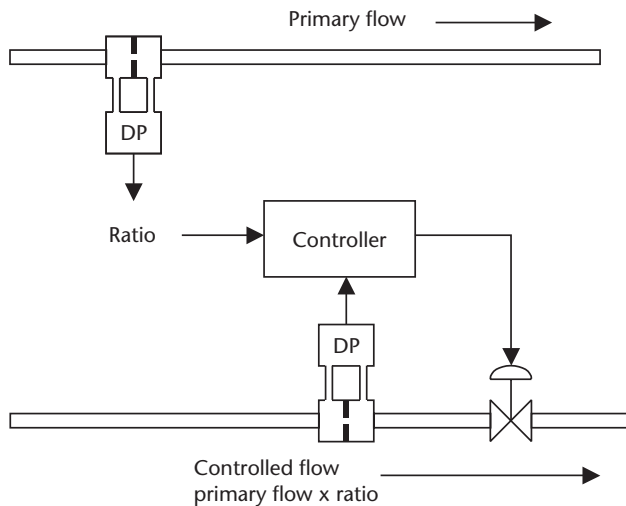 Primary flow
DP
Ratio
Controller
DP
Controlled flow
primary flow x ratio